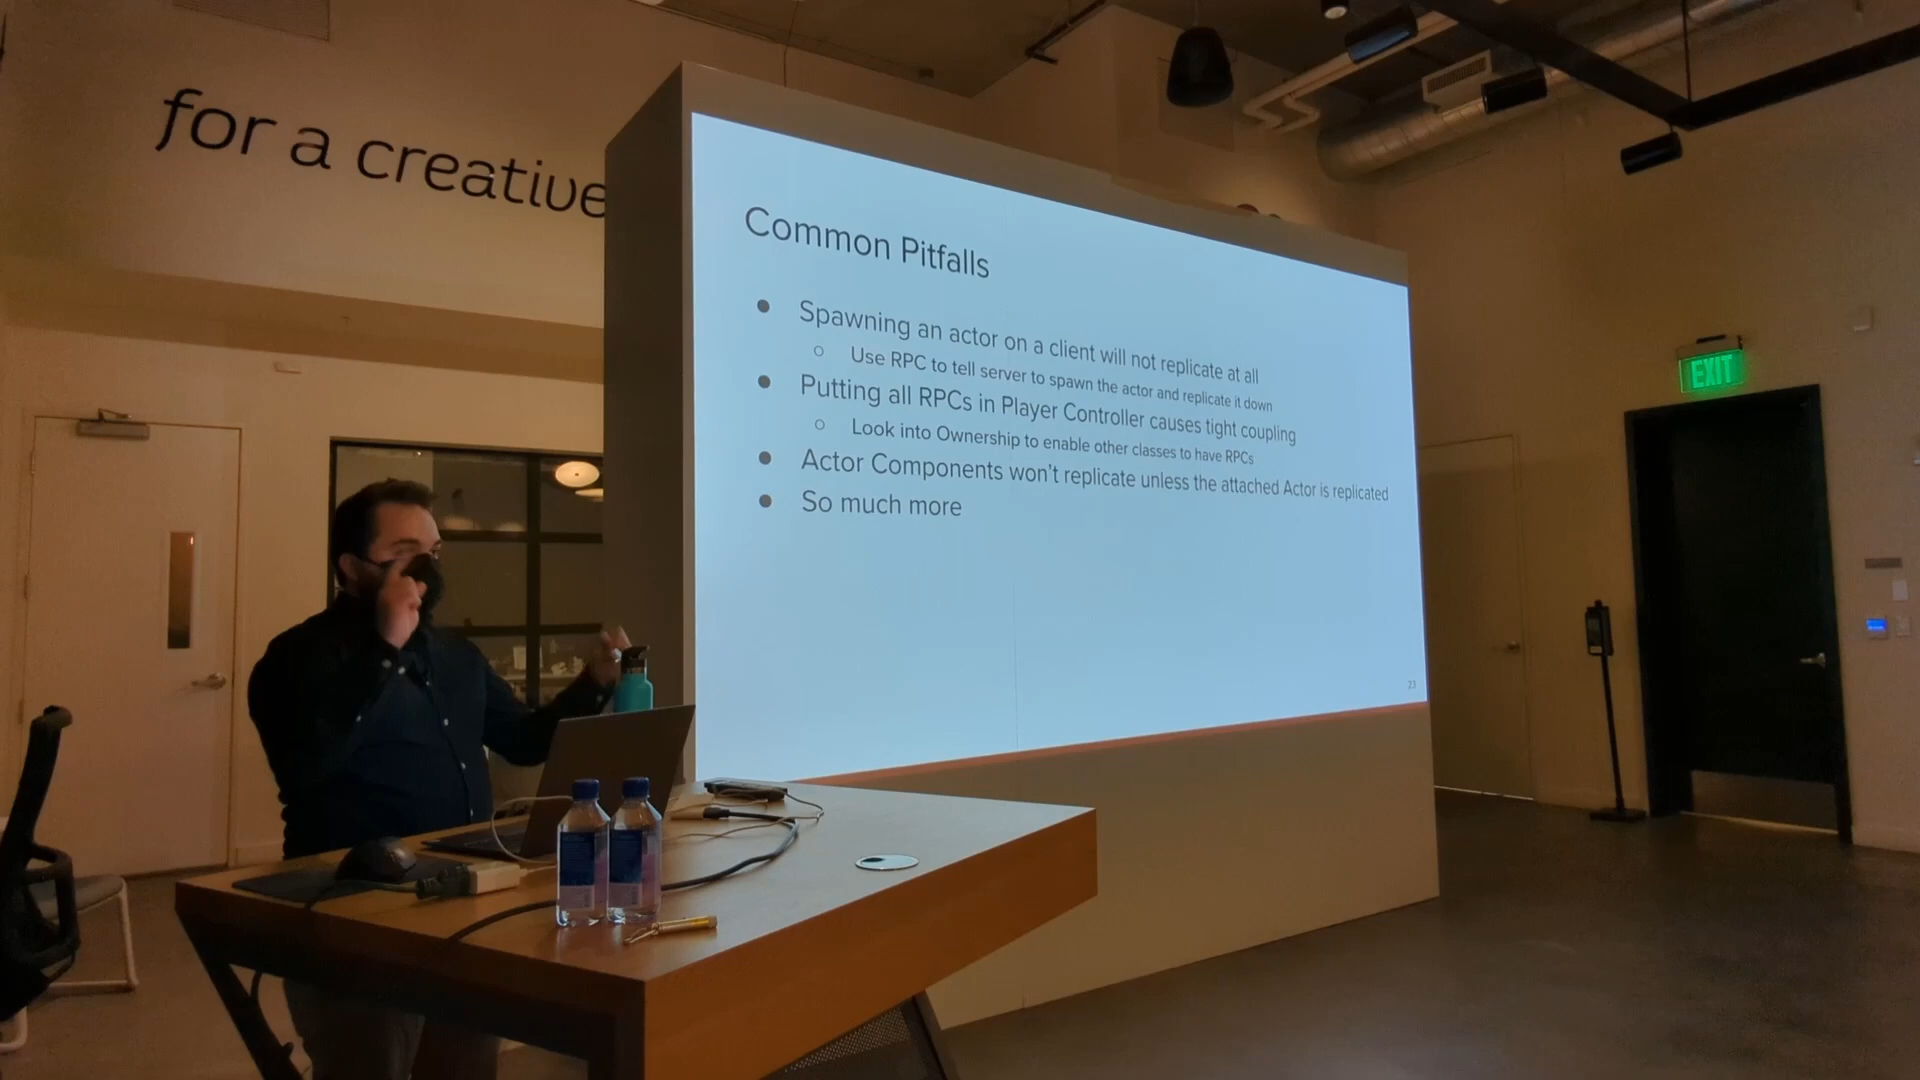 for a creative
Common Pitfalls
● Spawning an actor on a client will not replicate at all
○ Use RPC to tell server to spawn the actor and replicate it down
● Putting all RPCs in Player Controller causes tight coupling
○ Look into Ownership to enable other classes to have RPCs
● Actor Components won't replicate unless the attached Actor is replicated
● So much more
23
EXIT